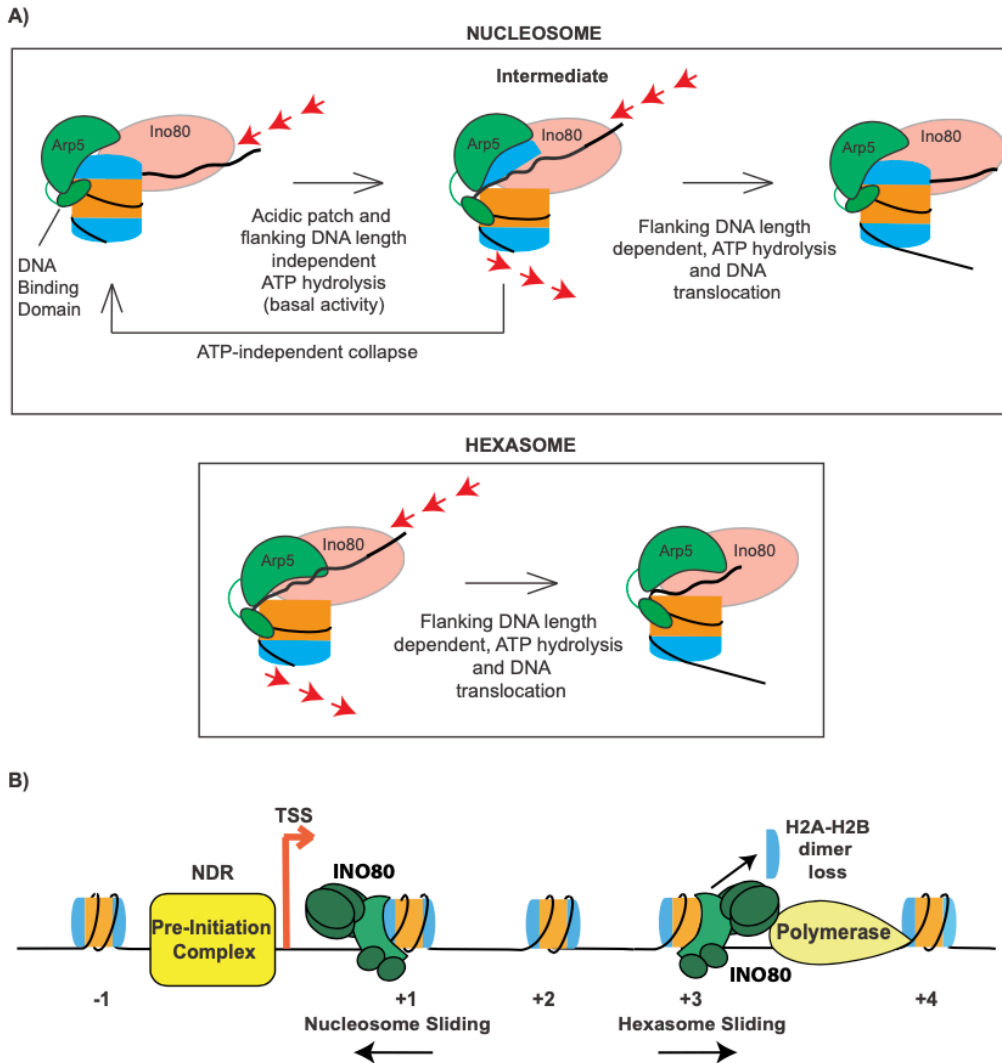 A)
NUCLEOSOME
Intermediate
Arp5
Ino80
Arp5
Ino80
Arp5
Ino80
DNA
Binding
Domain
Acidic patch and
flanking DNA length
independent
ATP hydrolysis
(basal activity)
Flanking DNA length
dependent, ATP hydrolysis
and DNA
translocation
ATP-independent collapse
HEXASOME
Arp5
Ino80
Arp5
Ino80
Flanking DNA length
dependent, ATP hydrolysis
and DNA
translocation
B)
TSS
NDR
INO80
H2A-H2B
dimer
loss
Pre-Initiation
Complex
Polymerase
INO80
-1
+1
+2
+3
+4
Nucleosome Sliding
Hexasome Sliding